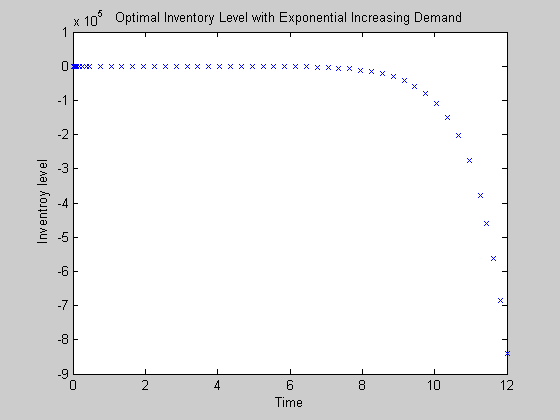 x 10^5
Optimal Inventory Level with Exponential Increasing Demand
1
0
-1
-2
-3
-4
-5
-6
-7
-8
-9
Inventroy level
0 2 4 6 8 10 12
Time